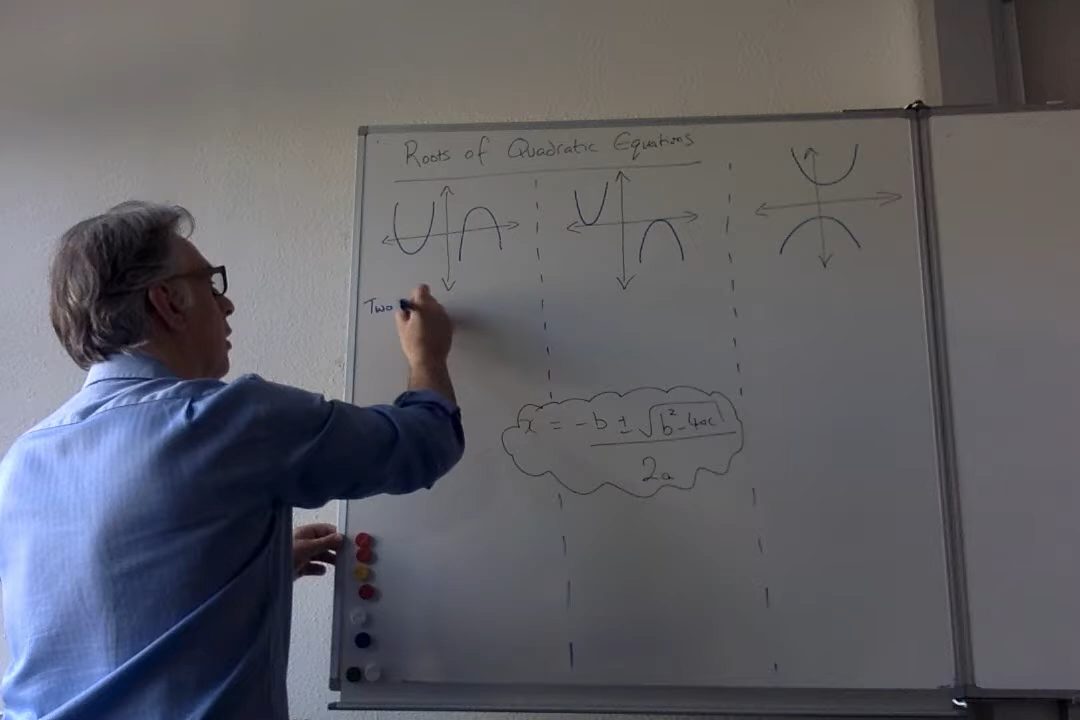 Roots of Quadratic Equations
Two
x = -b ± √b²-4ac
2a